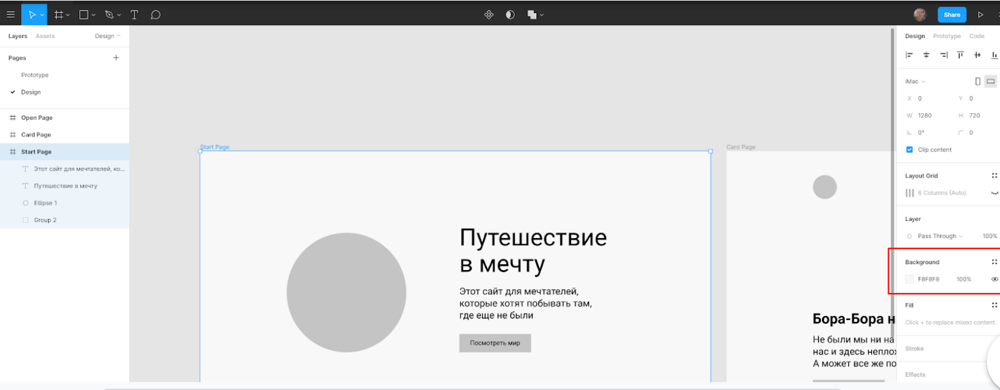 Share
Layers Assets Design
Pages
Prototype
Design
Open Page
Card Page
Start Page
Этот сайт для мечтателей, ко...
Путешествие в мечту
Ellipse 1
Group 2
Start Page
Путешествие
в мечту
Этот сайт для мечтателей,
которые хотят побывать там,
где еще не были
Посмотреть мир
Card Page
Бора-Бора н
Не были мы ни на
нас и здесь непло
А может все же по
Design Prototype Code
iMac
X 0 Y 0
W 1280 H 720
0° 0
Clip content
Layout Grid
6 Columns (Auto)
Layer
Pass Through 100%
Background
F8F8F8 100%
Fill
Click + to replace mixed content.
Stroke
Effects